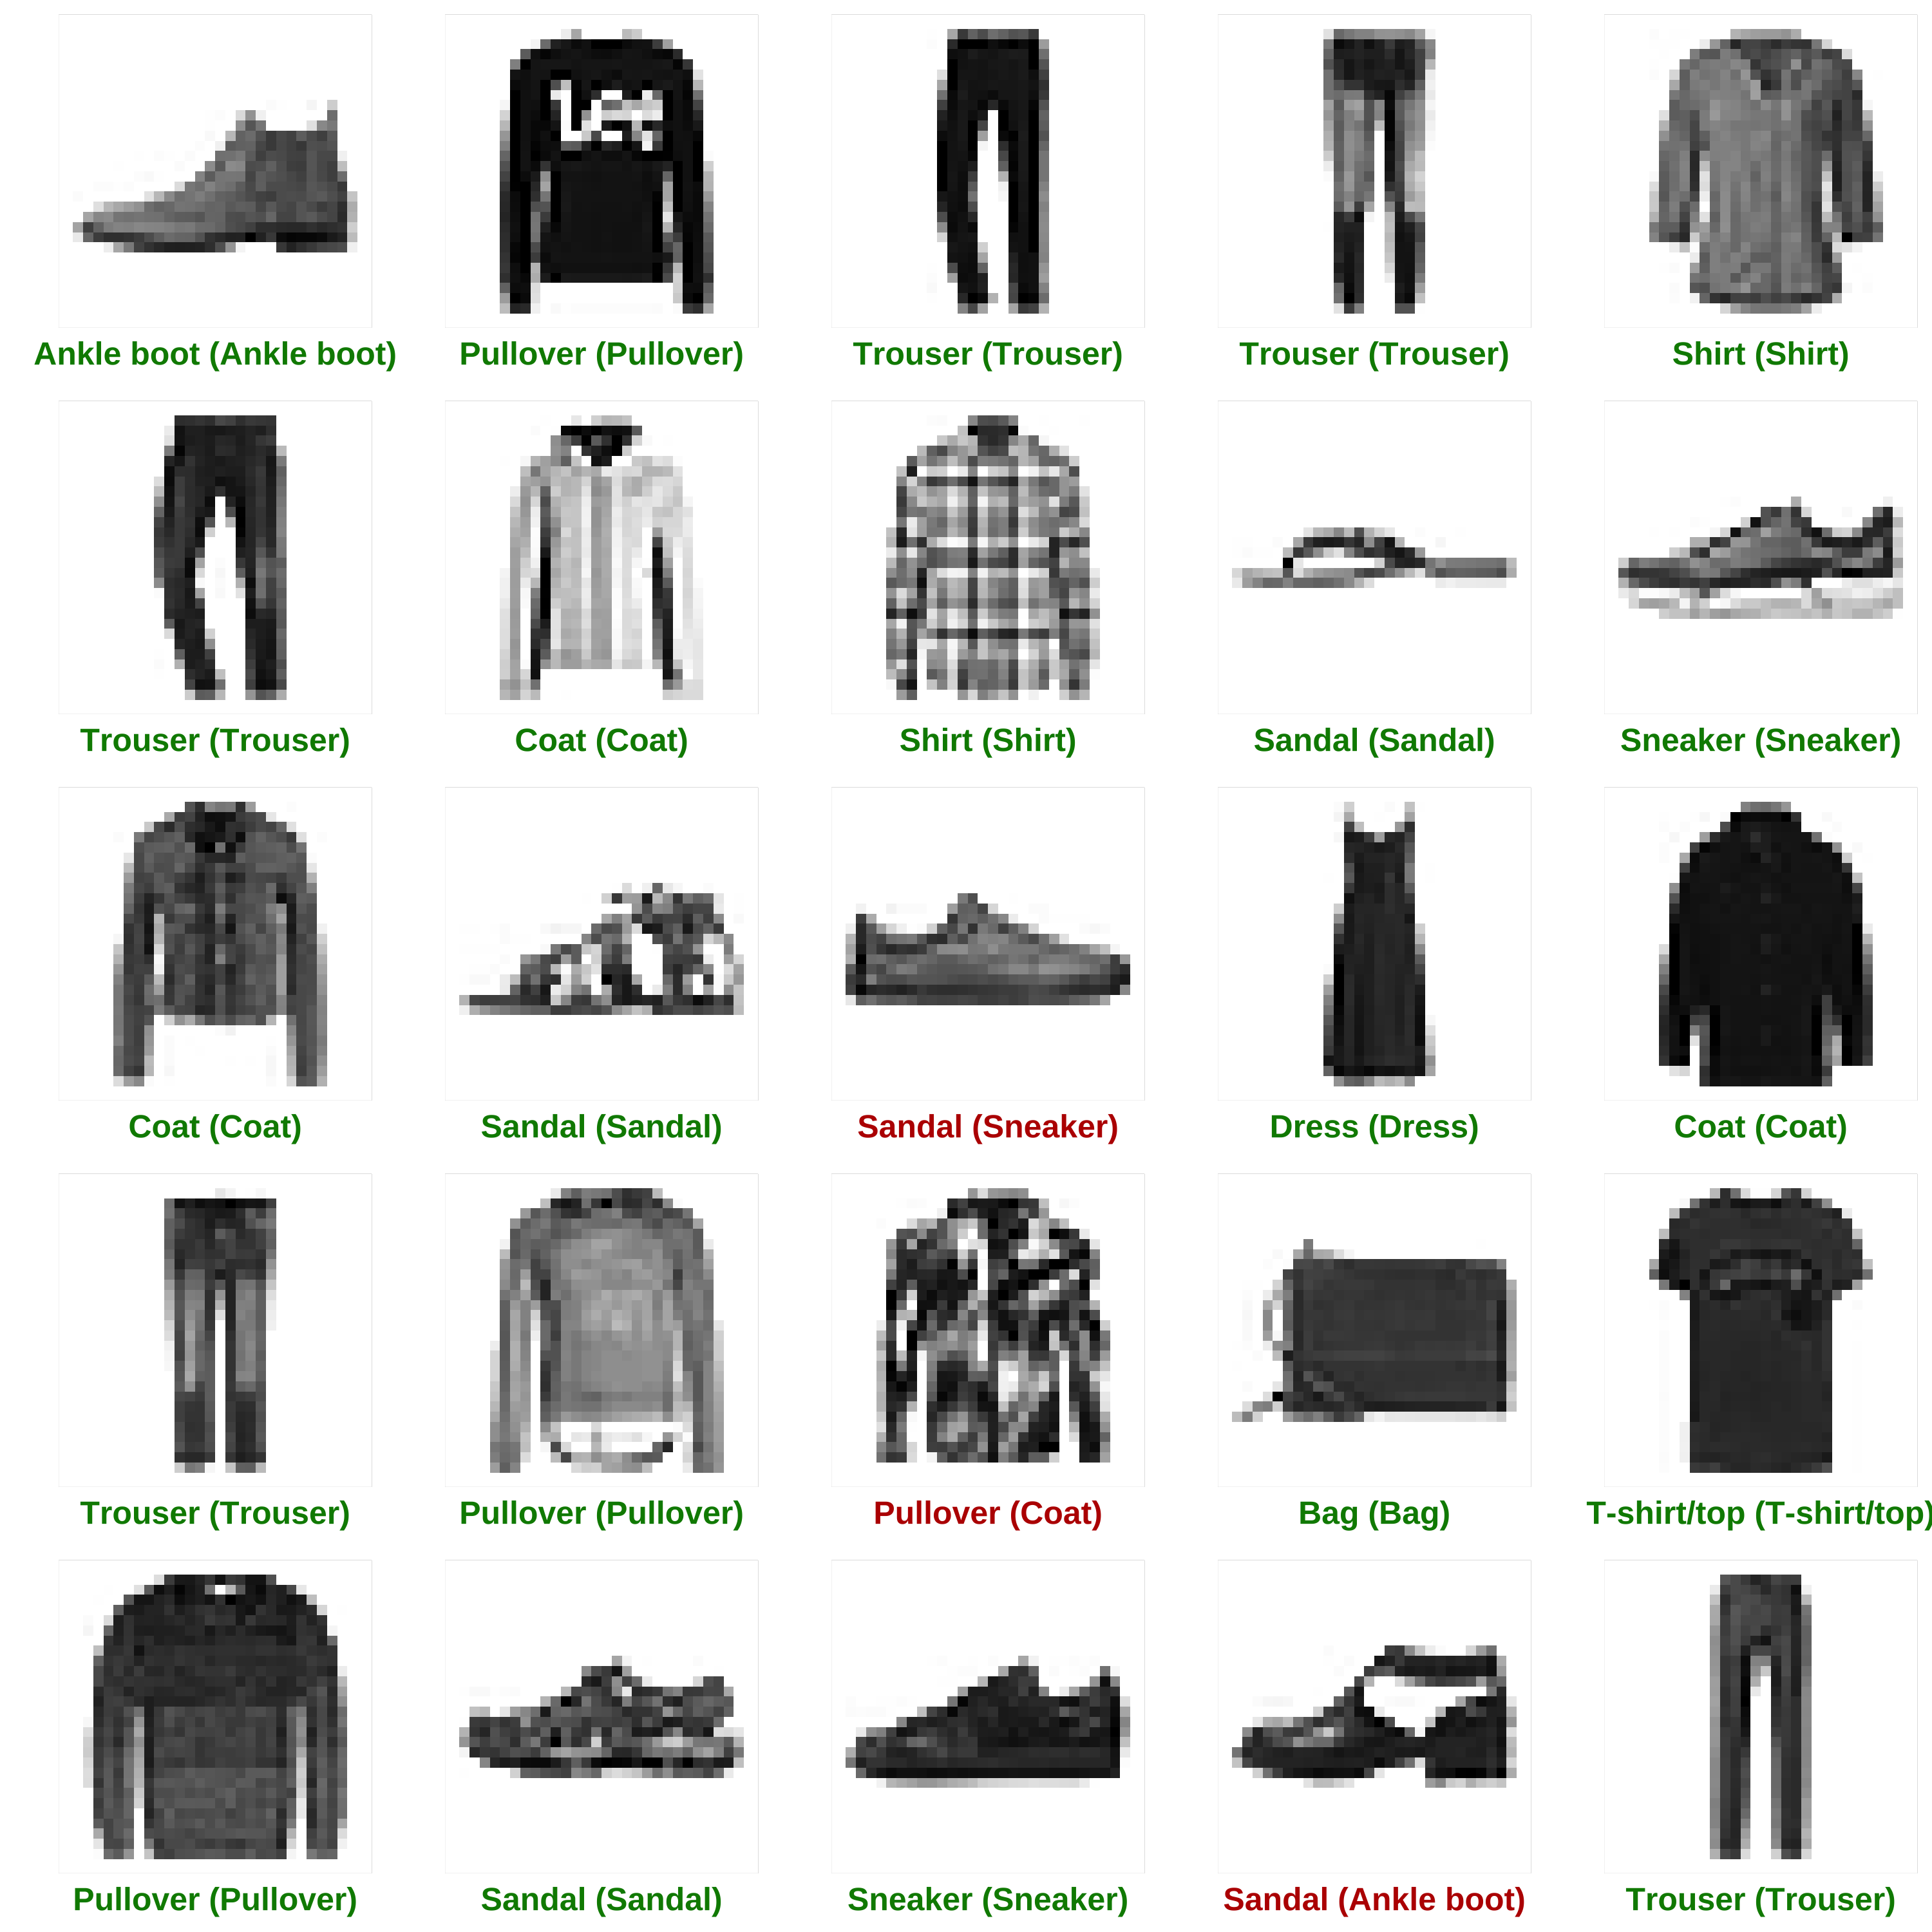 Ankle boot (Ankle boot)
Pullover (Pullover)
Trouser (Trouser)
Trouser (Trouser)
Shirt (Shirt)
Trouser (Trouser)
Coat (Coat)
Shirt (Shirt)
Sandal (Sandal)
Sneaker (Sneaker)
Coat (Coat)
Sandal (Sandal)
Sandal (Sneaker)
Dress (Dress)
Coat (Coat)
Trouser (Trouser)
Pullover (Pullover)
Pullover (Coat)
Bag (Bag)
T-shirt/top (T-shirt/top)
Pullover (Pullover)
Sandal (Sandal)
Sneaker (Sneaker)
Sandal (Ankle boot)
Trouser (Trouser)